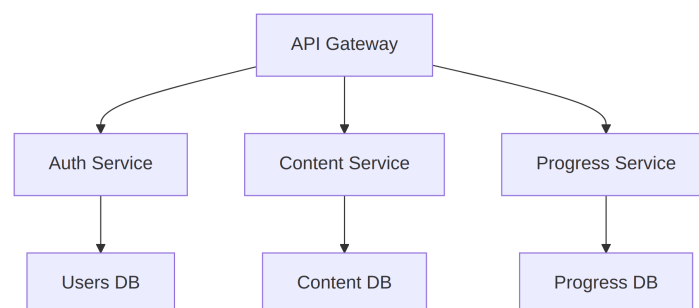 API Gateway
Auth Service
Content Service
Progress Service
Users DB
Content DB
Progress DB